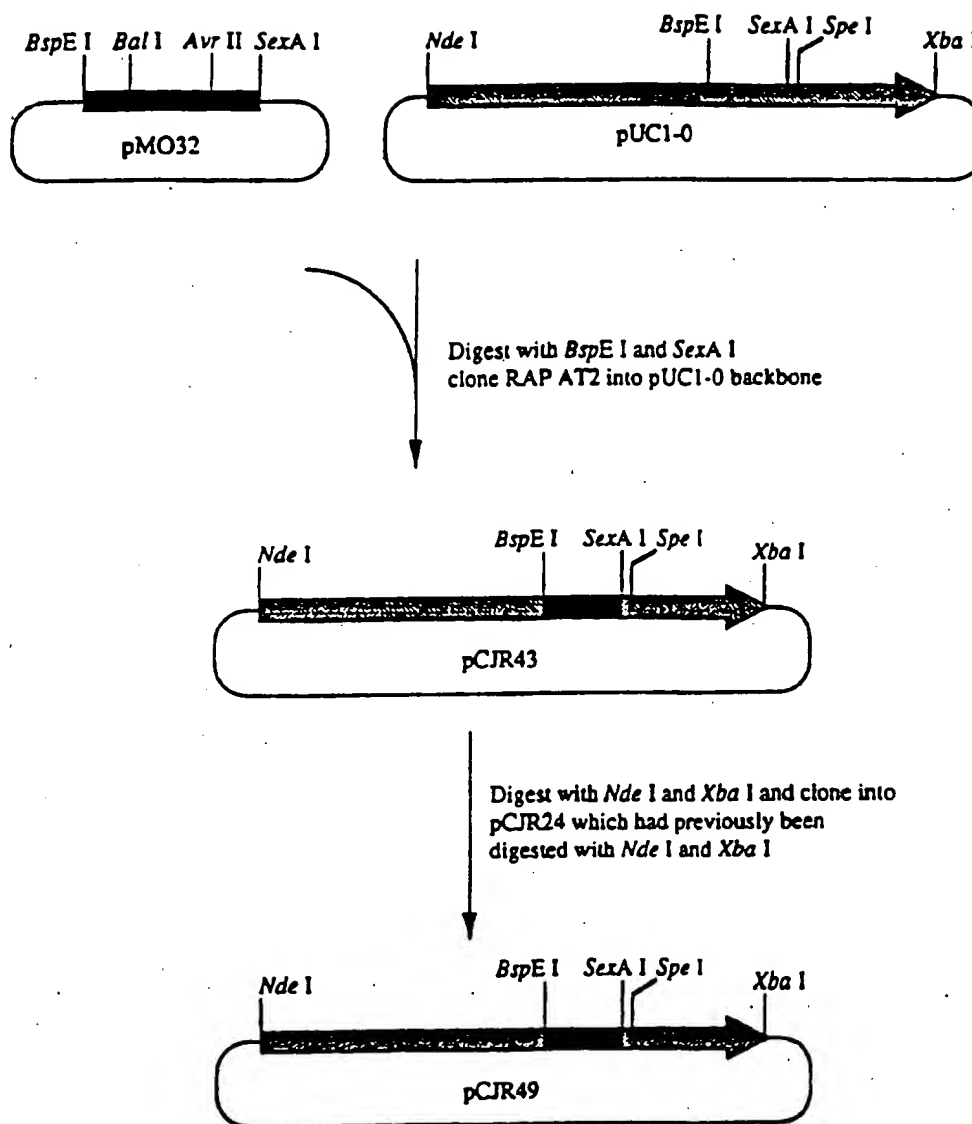 BspE I Bal I Avr II SexA I
pMO32
Nde I BspE I SexA I Spe I Xba I
pUC1-0
Digest with BspE I and SexA I
clone RAP AT2 into pUC1-0 backbone
Nde I BspE I SexA I Spe I Xba I
pCJR43
Digest with Nde I and Xba I and clone into
pCJR24 which had previously been
digested with Nde I and Xba I
Nde I BspE I SexA I Spe I Xba I
pCJR49